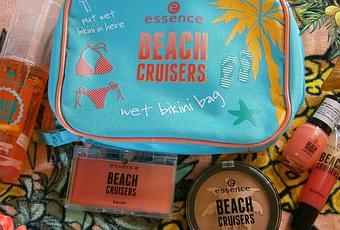 put wet
bikini in here
essence
BEACH
CRUISERS
wet bikini bag
essence
BEACH
CRUISERS
blush
essence
BEACH
CRUISERS
BEACH